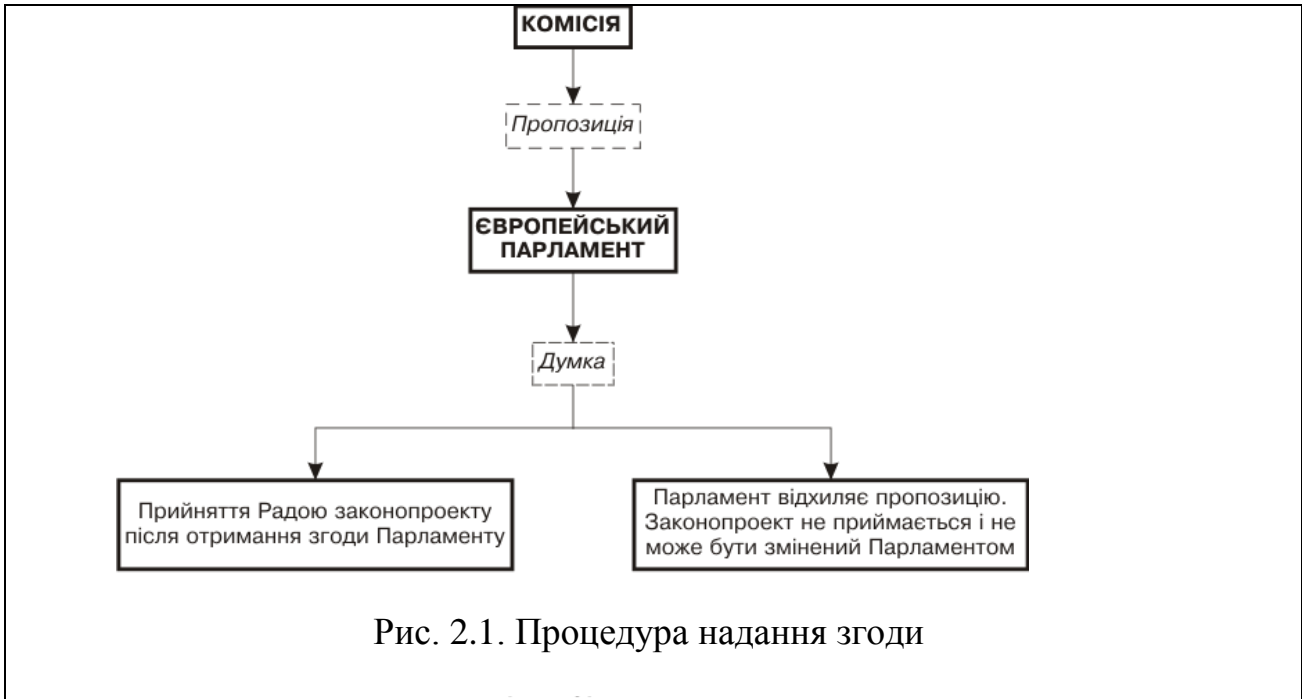 КОМІСІЯ
Пропозиція
ЄВРОПЕЙСЬКИЙ
ПАРЛАМЕНТ
Думка
Прийняття Радою законопроекту
після отримання згоди Парламенту
Парламент відхиляє пропозицію.
Законопроект не приймається і не
може бути змінений Парламентом
Рис. 2.1. Процедура надання згоди